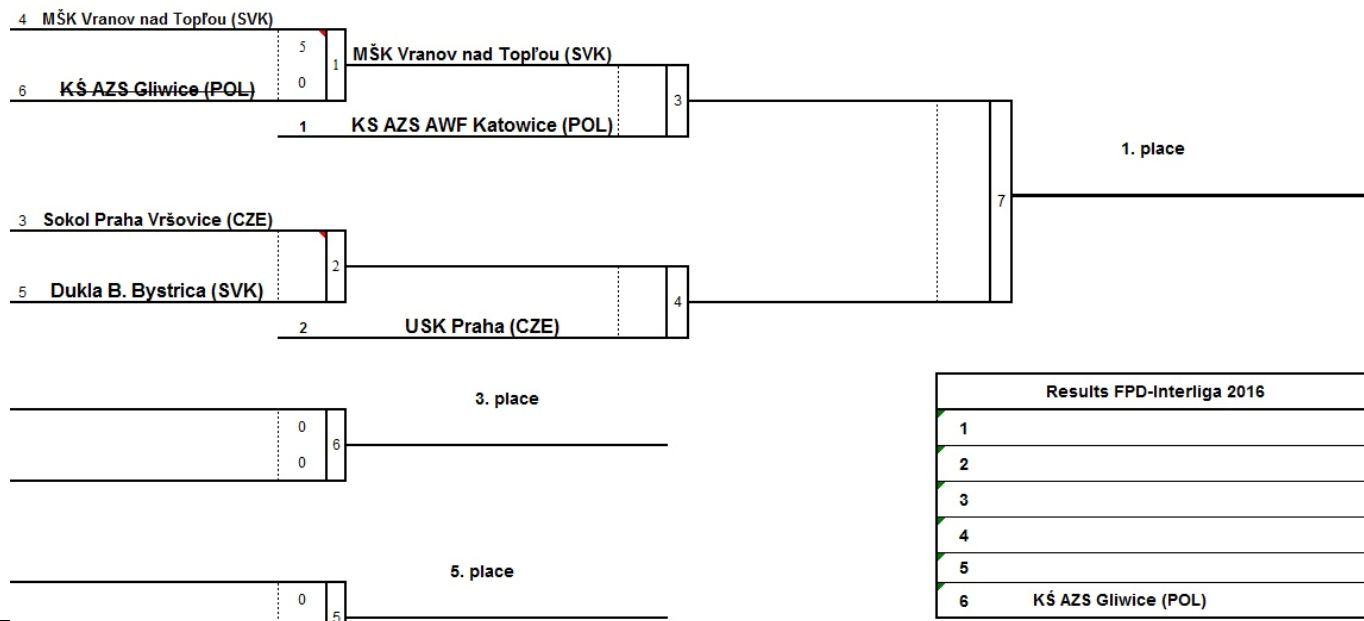 4 MŠK Vranov nad Topľou (SVK)
5
1
MŠK Vranov nad Topľou (SVK)
6 KŚ AZS Gliwice (POL)
0
3
1 KS AZS AWF Katowice (POL)
1. place
7
3 Sokol Praha Vršovice (CZE)
2
5 Dukla B. Bystrica (SVK)
4
2 USK Praha (CZE)
3. place
0
6
0
5. place
0
5
Results FPD-Interliga 2016
1
2
3
4
5
6 KŚ AZS Gliwice (POL)